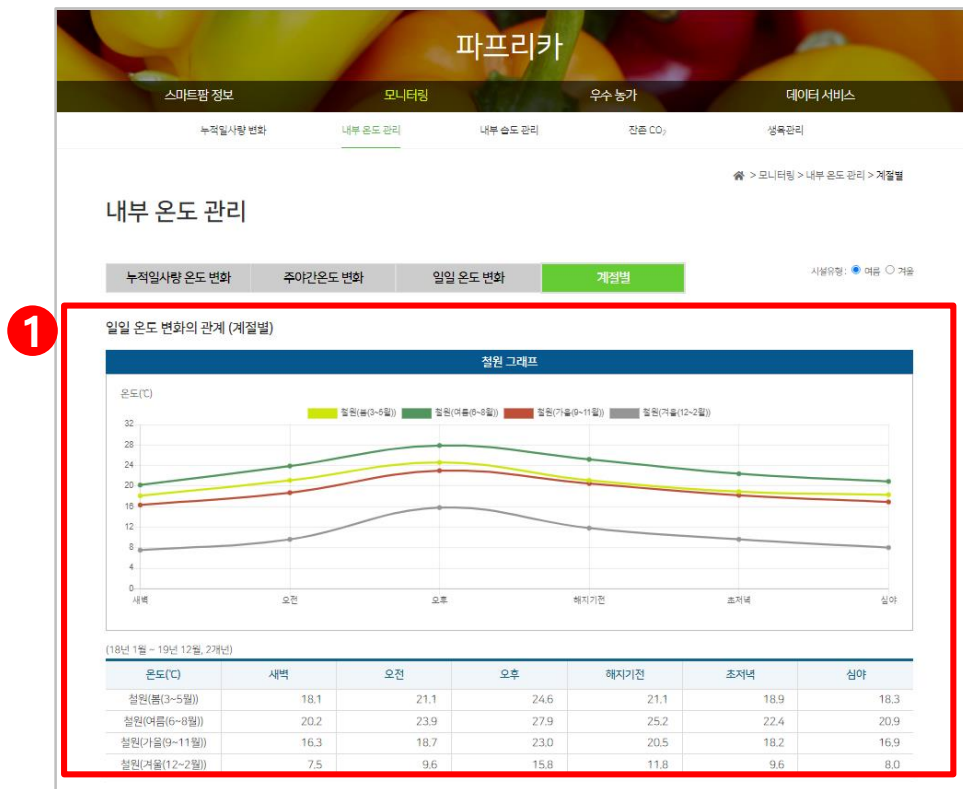 파프리카
스마트팜 정보 모니터링 우수 농가 데이터 서비스
누적일사량 변화 내부 온도 관리 내부 습도 관리 잔존 CO₂ 생육관리
> 모니터링 > 내부 온도 관리 > 계절별
내부 온도 관리
누적일사량 온도 변화 주야간온도 변화 일일 온도 변화 계절별 시설유형: 여름 겨울
1
일일 온도 변화의 관계 (계절별)
철원 그래프
온도(℃)
철원(봄(3~5월)) 철원(여름(6~8월)) 철원(가을(9~11월)) 철원(겨울(12~2월))
32
28
24
20
16
12
8
4
0
새벽 오전 오후 해지기전 초저녁 심야
(18년 1월 ~ 19년 12월, 2개년)
온도(℃) 새벽 오전 오후 해지기전 초저녁 심야
철원(봄(3~5월)) 18.1 21.1 24.6 21.1 18.9 18.3
철원(여름(6~8월)) 20.2 23.9 27.9 25.2 22.4 20.9
철원(가을(9~11월)) 16.3 18.7 23.0 20.5 18.2 16.9
철원(겨울(12~2월)) 7.5 9.6 15.8 11.8 9.6 8.0